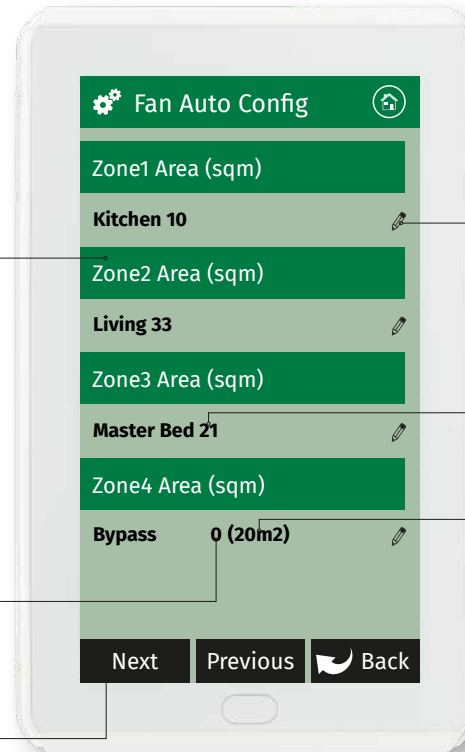 Fan Auto Config
Zone1 Area (sqm)
Kitchen 10
Zone2 Area (sqm)
Living 33
Zone3 Area (sqm)
Master Bed 21
Zone4 Area (sqm)
Bypass 0 (20m2)
Next Previous Back